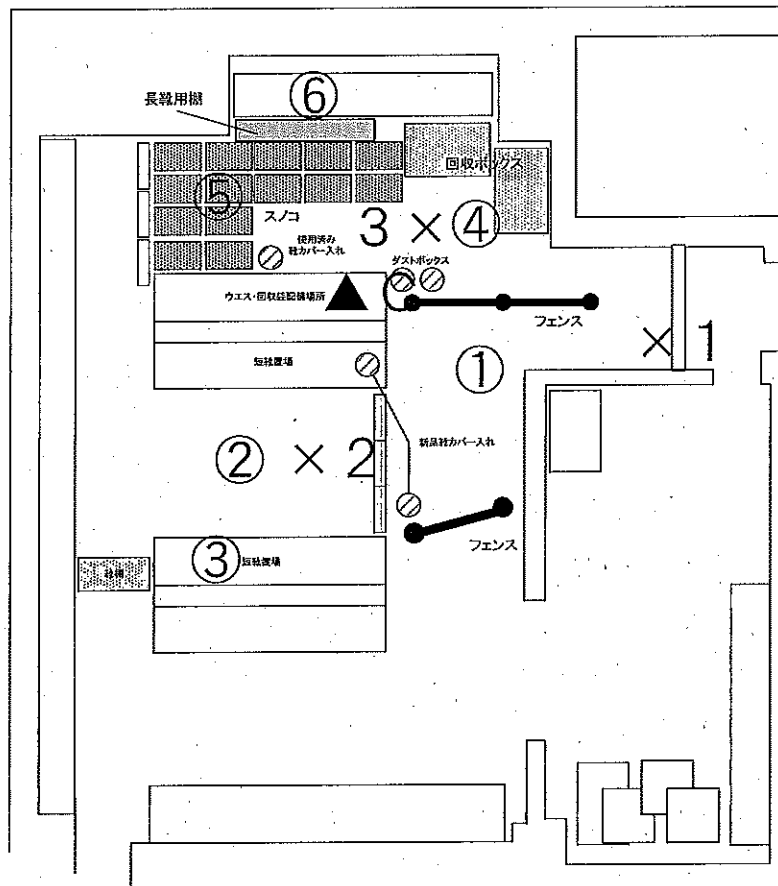 ⑥
長靴用棚
回収ボックス
⑤
スノコ
3 × ④
使用済み
靴カバー入れ
ダストボックス
ウエス・回収袋配備場所
フェンス
× 1
短靴置場
①
② × 2
新品靴カバー入れ
フェンス
③
短靴置場